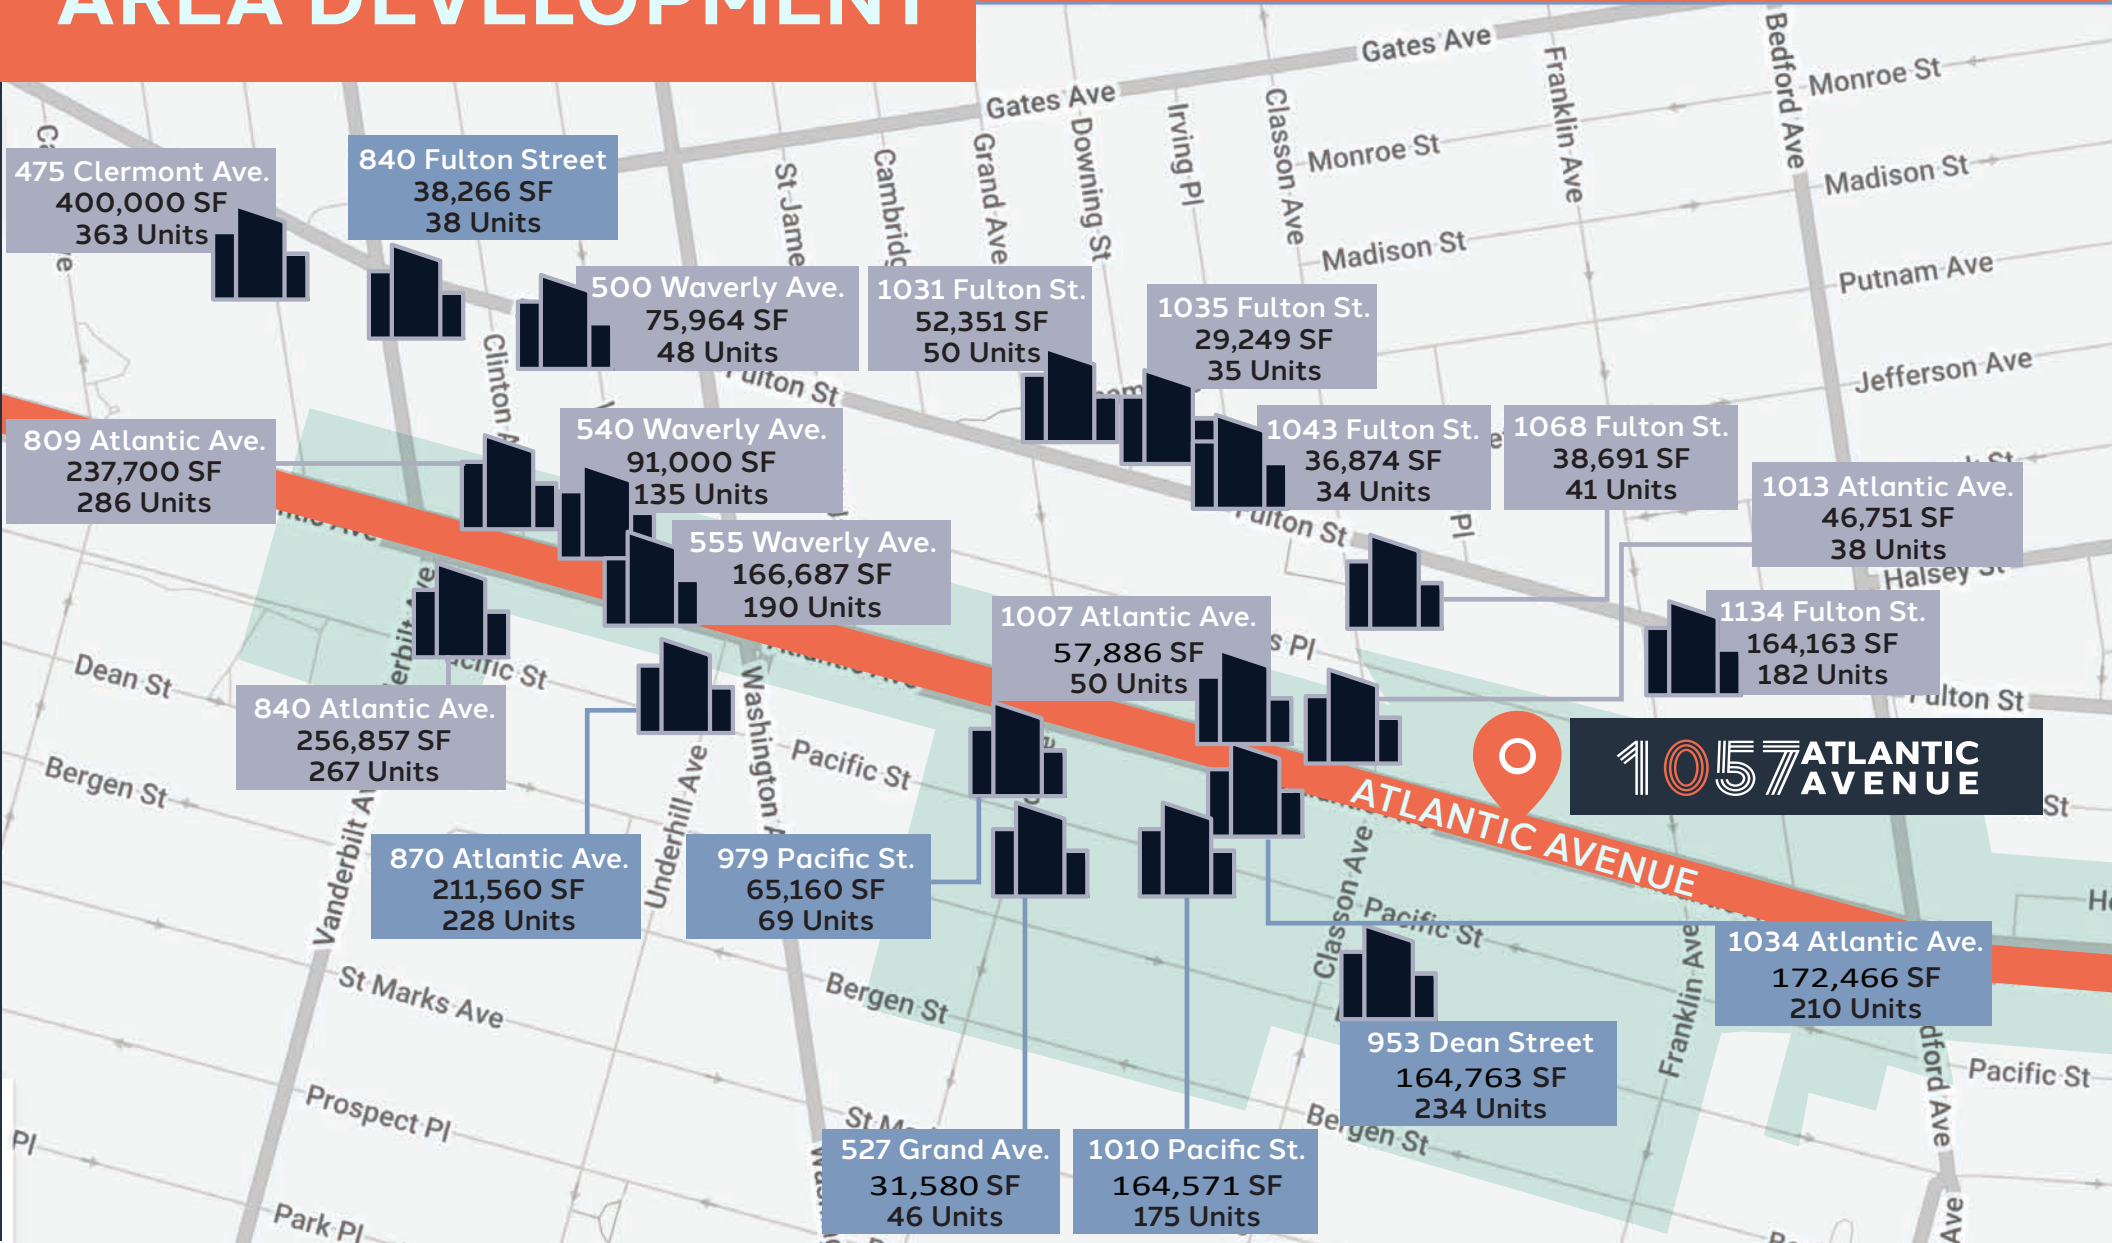 AREA DEVELOPMENT
Gates Ave
Gates Ave
Bedford Ave
Monroe St
Franklin Ave
Classon Ave
Irving Pl
Downing St
Grand Ave
Monroe St
Madison St
Madison St
Putnam Ave
Jefferson Ave
475 Clermont Ave.
400,000 SF
363 Units
840 Fulton Street
38,266 SF
38 Units
500 Waverly Ave.
75,964 SF
48 Units
1031 Fulton St.
52,351 SF
50 Units
1035 Fulton St.
29,249 SF
35 Units
809 Atlantic Ave.
237,700 SF
286 Units
540 Waverly Ave.
91,000 SF
135 Units
1043 Fulton St.
36,874 SF
34 Units
1068 Fulton St.
38,691 SF
41 Units
1013 Atlantic Ave.
46,751 SF
38 Units
Halsey St
555 Waverly Ave.
166,687 SF
190 Units
1007 Atlantic Ave.
57,886 SF
50 Units
1134 Fulton St.
164,163 SF
182 Units
Dean St
840 Atlantic Ave.
256,857 SF
267 Units
Pacific St
1057 ATLANTIC
AVENUE
ATLANTIC AVENUE
Bergen St
Vanderbilt Av
Underhill Ave
Washington
870 Atlantic Ave.
211,560 SF
228 Units
979 Pacific St.
65,160 SF
69 Units
Classon Ave
Pacific St
Franklin Ave
1034 Atlantic Ave.
172,466 SF
210 Units
St Marks Ave
Bergen St
953 Dean Street
164,763 SF
234 Units
Pacific St
Prospect Pl
Bergen St
527 Grand Ave.
31,580 SF
46 Units
1010 Pacific St.
164,571 SF
175 Units
Park Pl